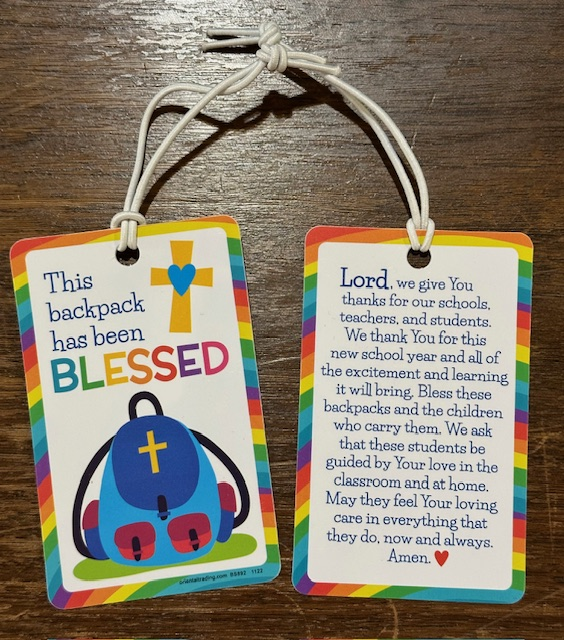 This
backpack
has been
BLESSED
orientaltrading.com
Lord, we give You
thanks for our schools,
teachers, and students.
We thank You for this
new school year and all of
the excitement and learning
it will bring. Bless these
backpacks and the children
who carry them. We ask
that these students be
guided by Your love in the
classroom and at home.
May they feel Your loving
care in everything that
they do, now and always.
Amen.